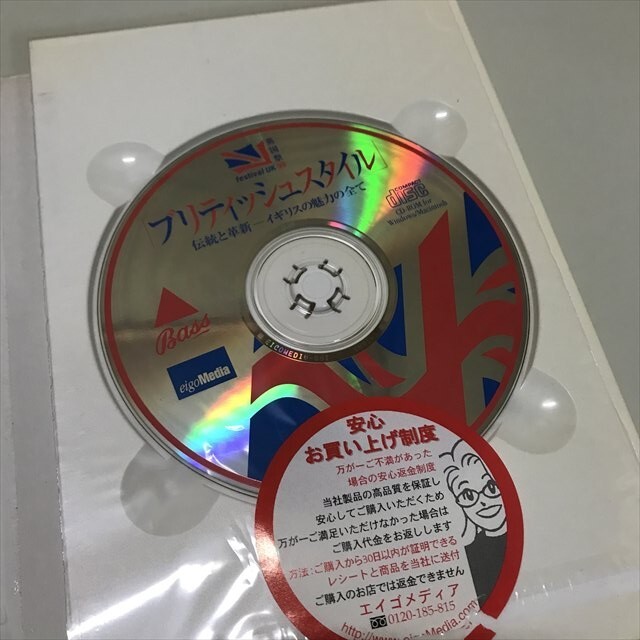 英国祭98
festival UK
「ブリティッシュスタイル」
伝統と革新—イギリスの魅力の全て
COMPACT
disc
CD-ROM for
Windows/Macintosh
Bass
eigoMedia
安心
お買い上げ制度
万が一ご不満があった
場合の安心返金制度
当社製品の高品質を保証し
安心してご購入いただくため
万が一ご満足いただけなかった場合は
ご購入代金をお返しします
方法:ご購入から30日以内が証明できる
レシートと商品を当社に送付
ご購入のお店では返金できません
エイゴメディア
0120-185-815
http://www.eigoMedia.com